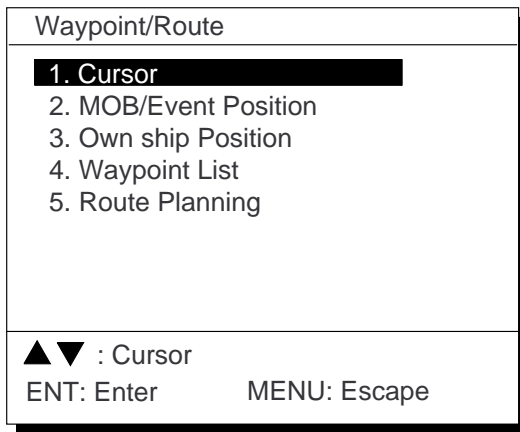 Waypoint/Route
1. Cursor
2. MOB/Event Position
3. Own ship Position
4. Waypoint List
5. Route Planning
▲▼ : Cursor
ENT: Enter MENU: Escape